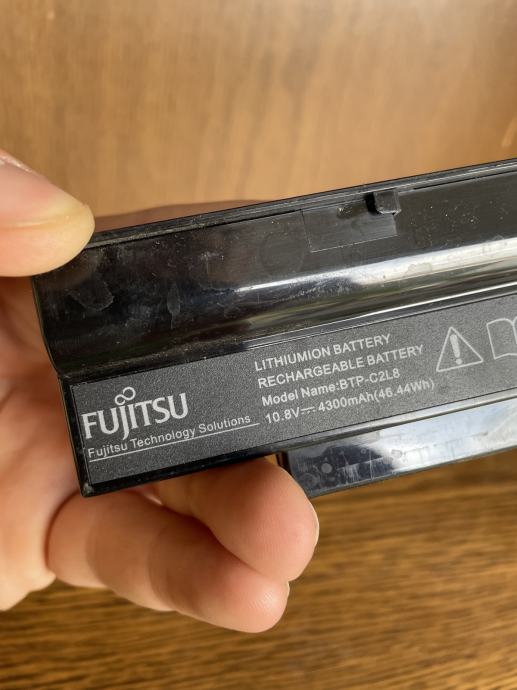 FUJITSU
Fujitsu Technology Solutions
LITHIUMION BATTERY
RECHARGEABLE BATTERY
Model Name:BTP-C2L8
10.8V⎓4300mAh(46.44Wh)